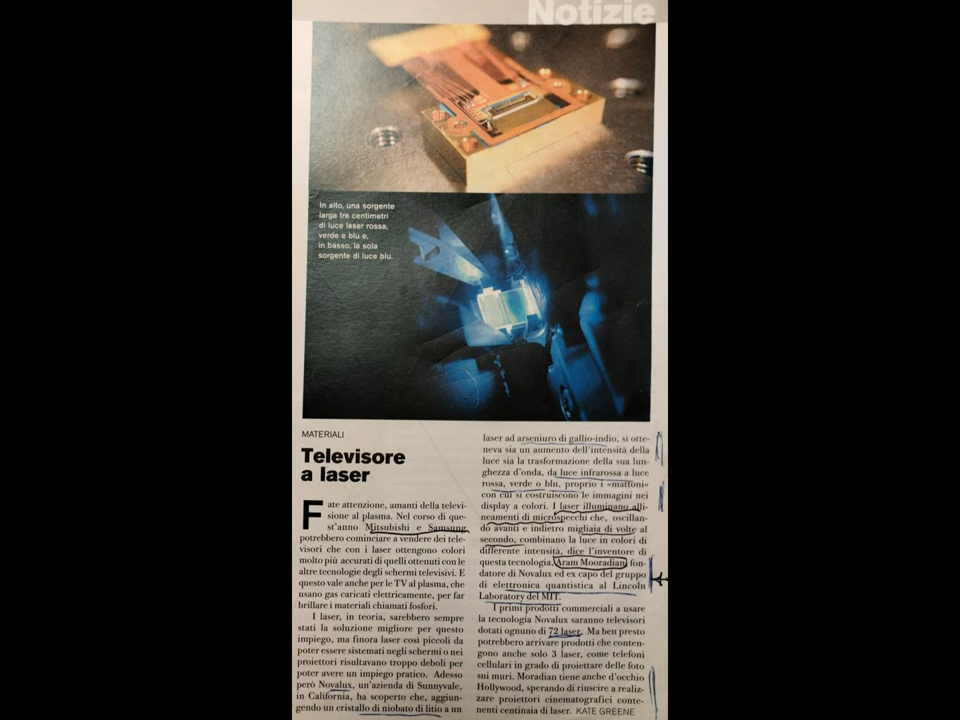 Notizie
In alto, una sorgente
larga tre centimetri
di luce laser rossa,
verde e blu e,
in basso, la sola
sorgente di luce blu.
MATERIALI
Televisore
a laser
Fate attenzione, amanti della televi-
sione al plasma. Nel corso di que-
st'anno Mitsubishi e Samsung
potrebbero cominciare a vendere dei tele-
visori che con i laser ottengono colori
molto più accurati di quelli ottenuti con le
altre tecnologie degli schermi televisivi. E
questo vale anche per le TV al plasma, che
usano gas caricati elettricamente, per far
brillare i materiali chiamati fosfori.
I laser, in teoria, sarebbero sempre
stati la soluzione migliore per questo
impiego, ma finora laser così piccoli da
poter essere sistemati negli schermi o nei
proiettori risultavano troppo deboli per
poter avere un impiego pratico. Adesso
però Novalux, un'azienda di Sunnyvale,
in California, ha scoperto che, aggiun-
gendo un cristallo di niobato di litio a un
laser ad arseniuro di gallio-indio, si otte-
neva sia un aumento dell'intensità della
luce sia la trasformazione della sua lun-
ghezza d'onda, da luce infrarossa a luce
rossa, verde o blu, proprio i «mattoni»
con cui si costruiscono le immagini nei
display a colori. I laser illuminano alli-
neamenti di microspecchi che, oscillan-
do avanti e indietro migliaia di volte al
secondo, combinano la luce in colori di
differente intensità, dice l'inventore di
questa tecnologia, Aram Mooradian, fon-
datore di Novalux ed ex capo del gruppo
di elettronica quantistica al Lincoln
Laboratory del MIT.
I primi prodotti commerciali a usare
la tecnologia Novalux saranno televisori
dotati ognuno di 72 laser. Ma ben presto
potrebbero arrivare prodotti che conten-
gono anche solo 3 laser, come telefoni
cellulari in grado di proiettare delle foto
sui muri. Moradian tiene anche d'occhio
Hollywood, sperando di riuscire a realiz-
zare proiettori cinematografici conte-
nenti centinaia di laser. KATE GREENE